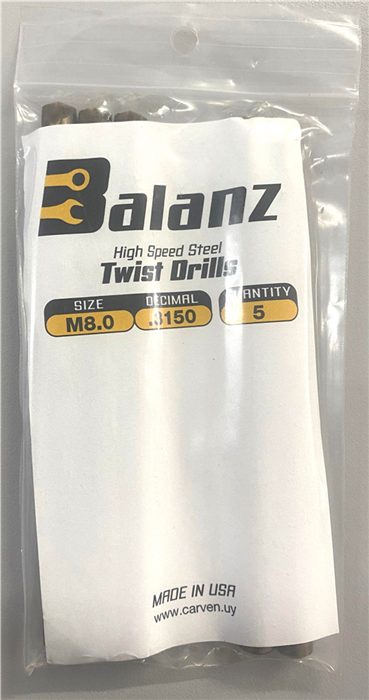 Balanz
High Speed Steel
Twist Drills
SIZE DECIMAL QUANTITY
M8.0 .3150 5
MADE IN USA
www.carven.uy